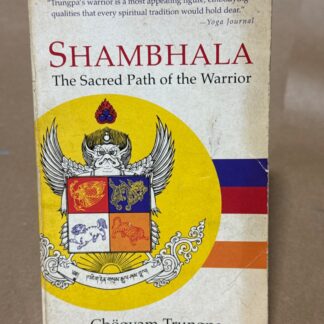 "Trungpa's warrior is a most appealing figure, embodying
qualities that every spiritual tradition would hold dear."
—Yoga Journal
SHAMBHALA
The Sacred Path of the Warrior
Chögyam Trungpa